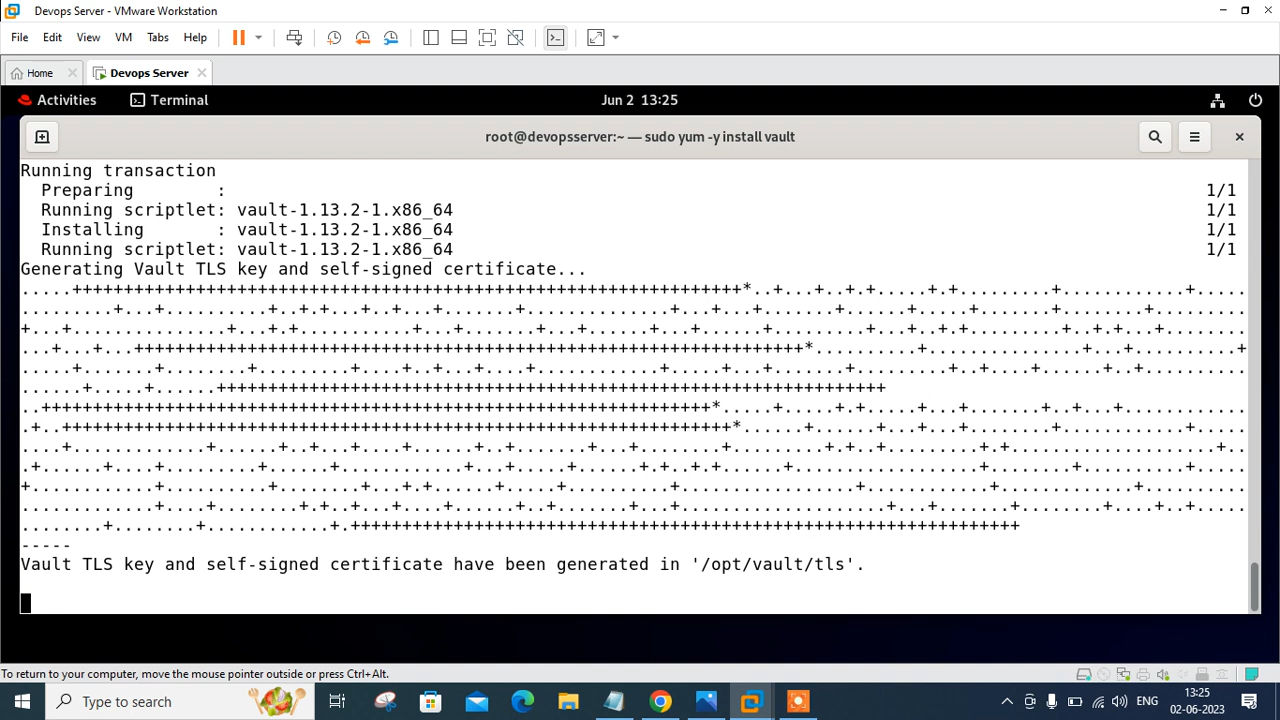 Devops Server - VMware Workstation
File Edit View VM Tabs Help
Home Devops Server
Activities Terminal Jun 2 13:25
root@devopsserver:~ — sudo yum -y install vault
Running transaction
Preparing : 1/1
Running scriptlet: vault-1.13.2-1.x86_64 1/1
Installing : vault-1.13.2-1.x86_64 1/1
Running scriptlet: vault-1.13.2-1.x86_64 1/1
Generating Vault TLS key and self-signed certificate...
-----
Vault TLS key and self-signed certificate have been generated in '/opt/vault/tls'.
To return to your computer, move the mouse pointer outside or press Ctrl+Alt.
Type to search
ENG
13:25
02-06-2023